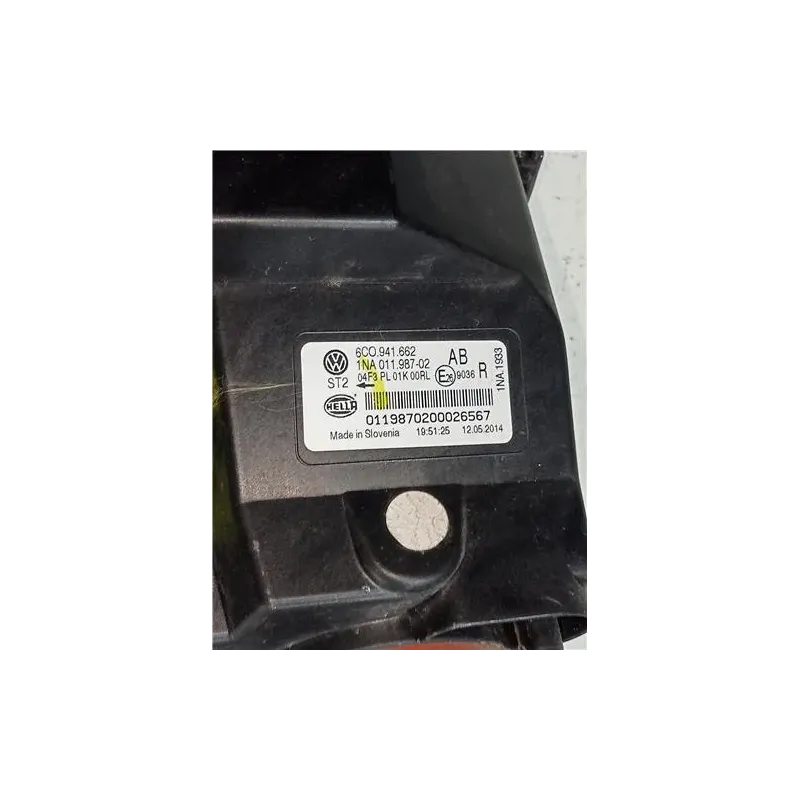 6C0.941.662 AB
1NA 011.987-02
04F3 PL 01K 00RL E26 9036 R
ST2
HELLA
0119870200026567
Made in Slovenia 19:51:25 12.05.2014
1NA.1933